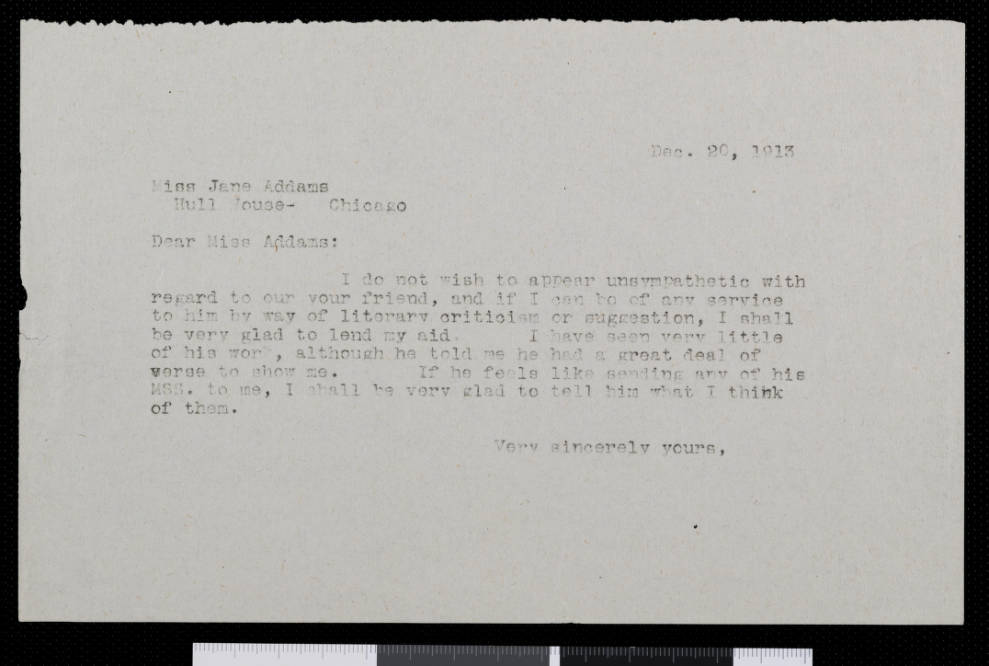 Dec. 20, 1913
Miss Jane Addams
Hull House- Chicago
Dear Miss Addams:
I do not wish to appear unsympathetic with
regard to our your friend, and if I can be of any service
to him by way of literary criticism or suggestion, I shall
be very glad to lend my aid. I have seen very little
of his work, although he told me he had a great deal of
verse to show me. If he feels like sending any of his
MSS. to me, I shall be very glad to tell him what I think
of them.
Very sincerely yours,